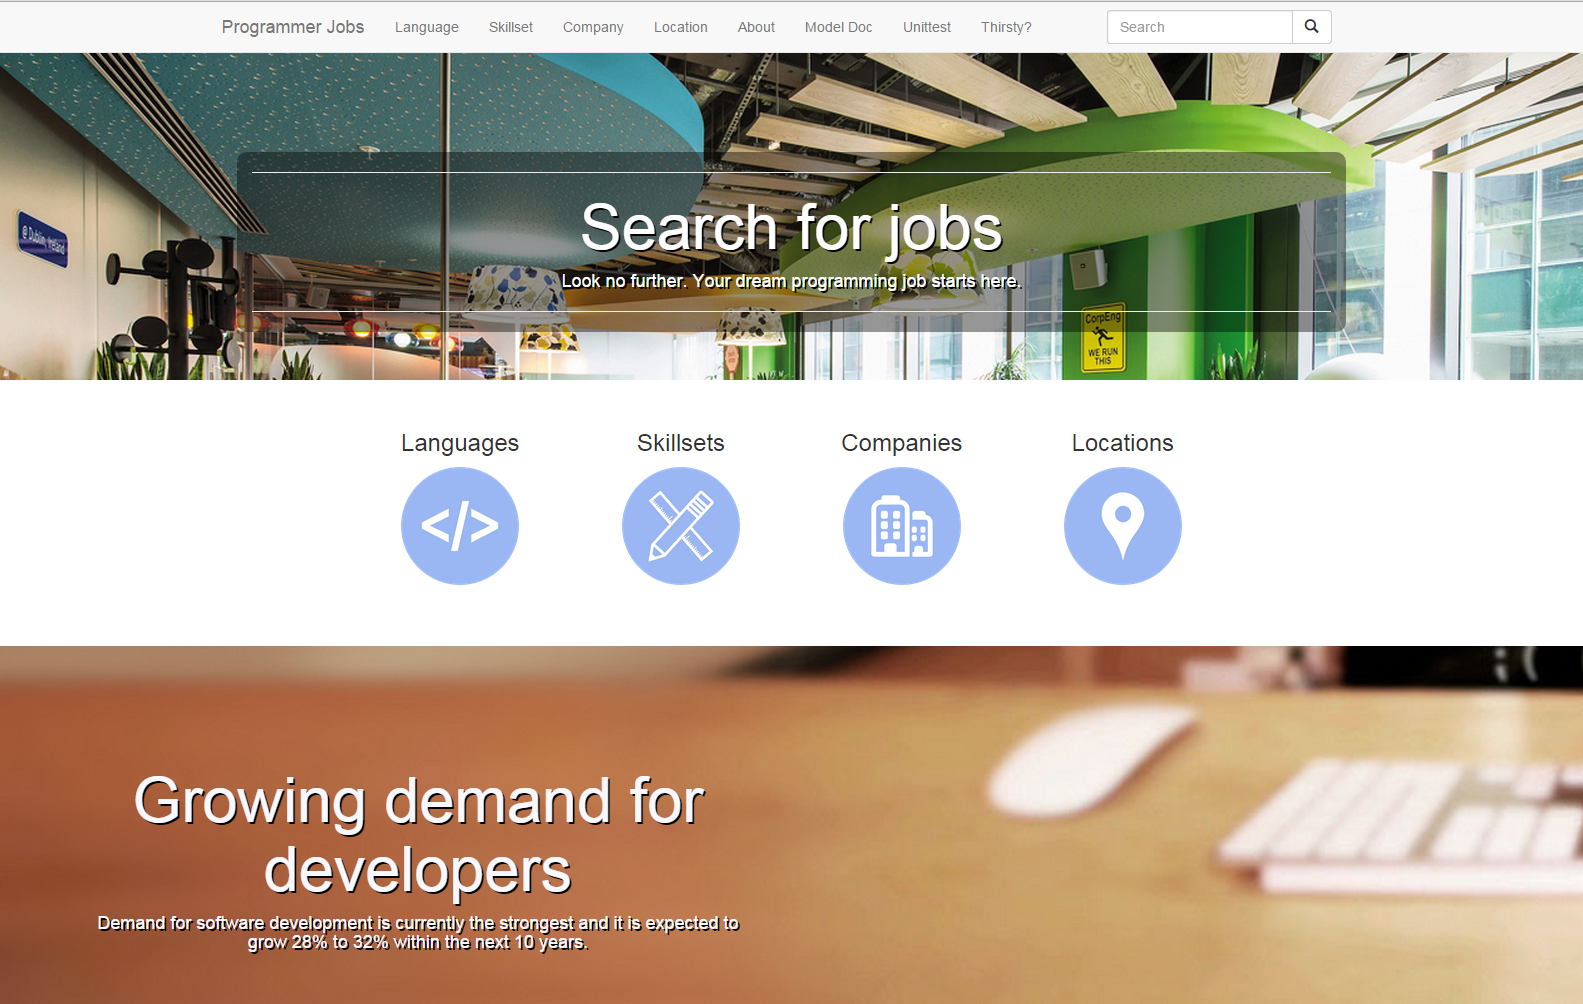 Programmer Jobs Language Skillset Company Location About Model Doc Unittest Thirsty? Search
@ Dublin, Ireland
Search for jobs
Look no further. Your dream programming job starts here.
CorpEng
WE RUN
THIS
Languages Skillsets Companies Locations
</>
Growing demand for
developers
Demand for software development is currently the strongest and it is expected to
grow 28% to 32% within the next 10 years.